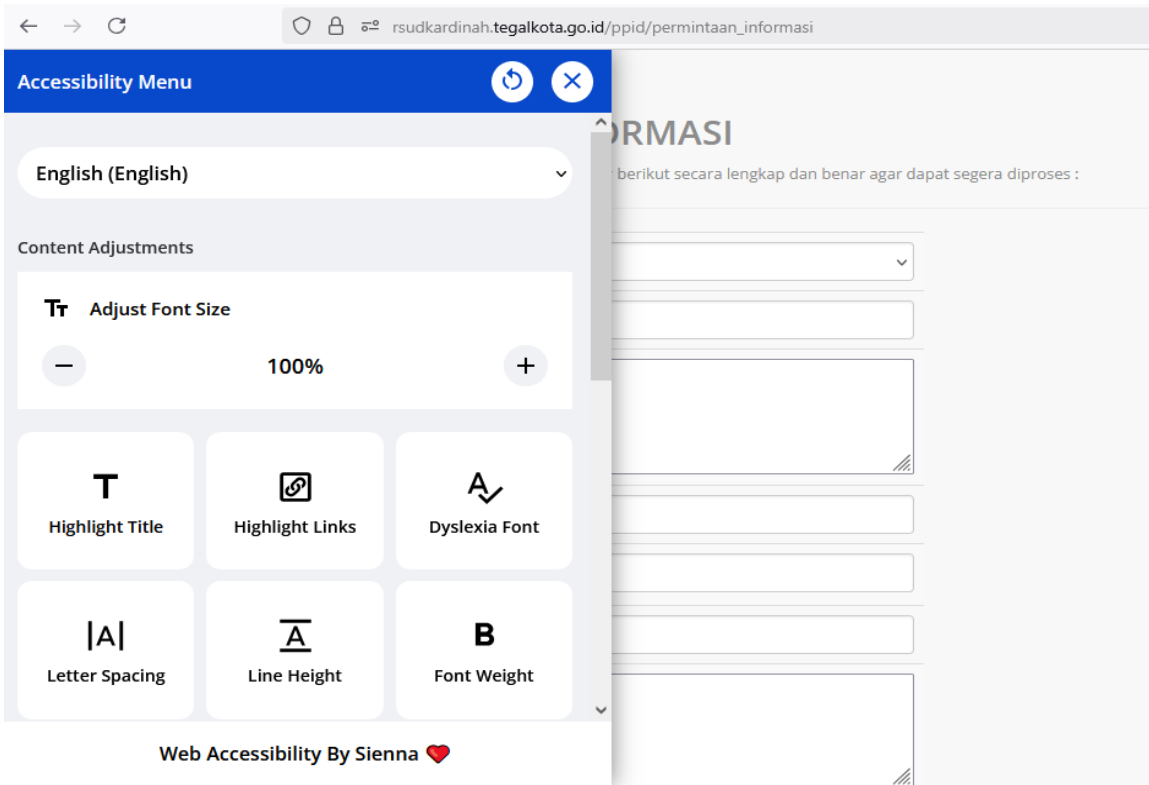 rsudkardinah.tegalkota.go.id/ppid/permintaan_informasi
Accessibility Menu
English (English)
Content Adjustments
Adjust Font Size
100%
Highlight Title
Highlight Links
Dyslexia Font
|A|
Letter Spacing
Line Height
B
Font Weight
Web Accessibility By Sienna
RMASI
berikut secara lengkap dan benar agar dapat segera diproses :